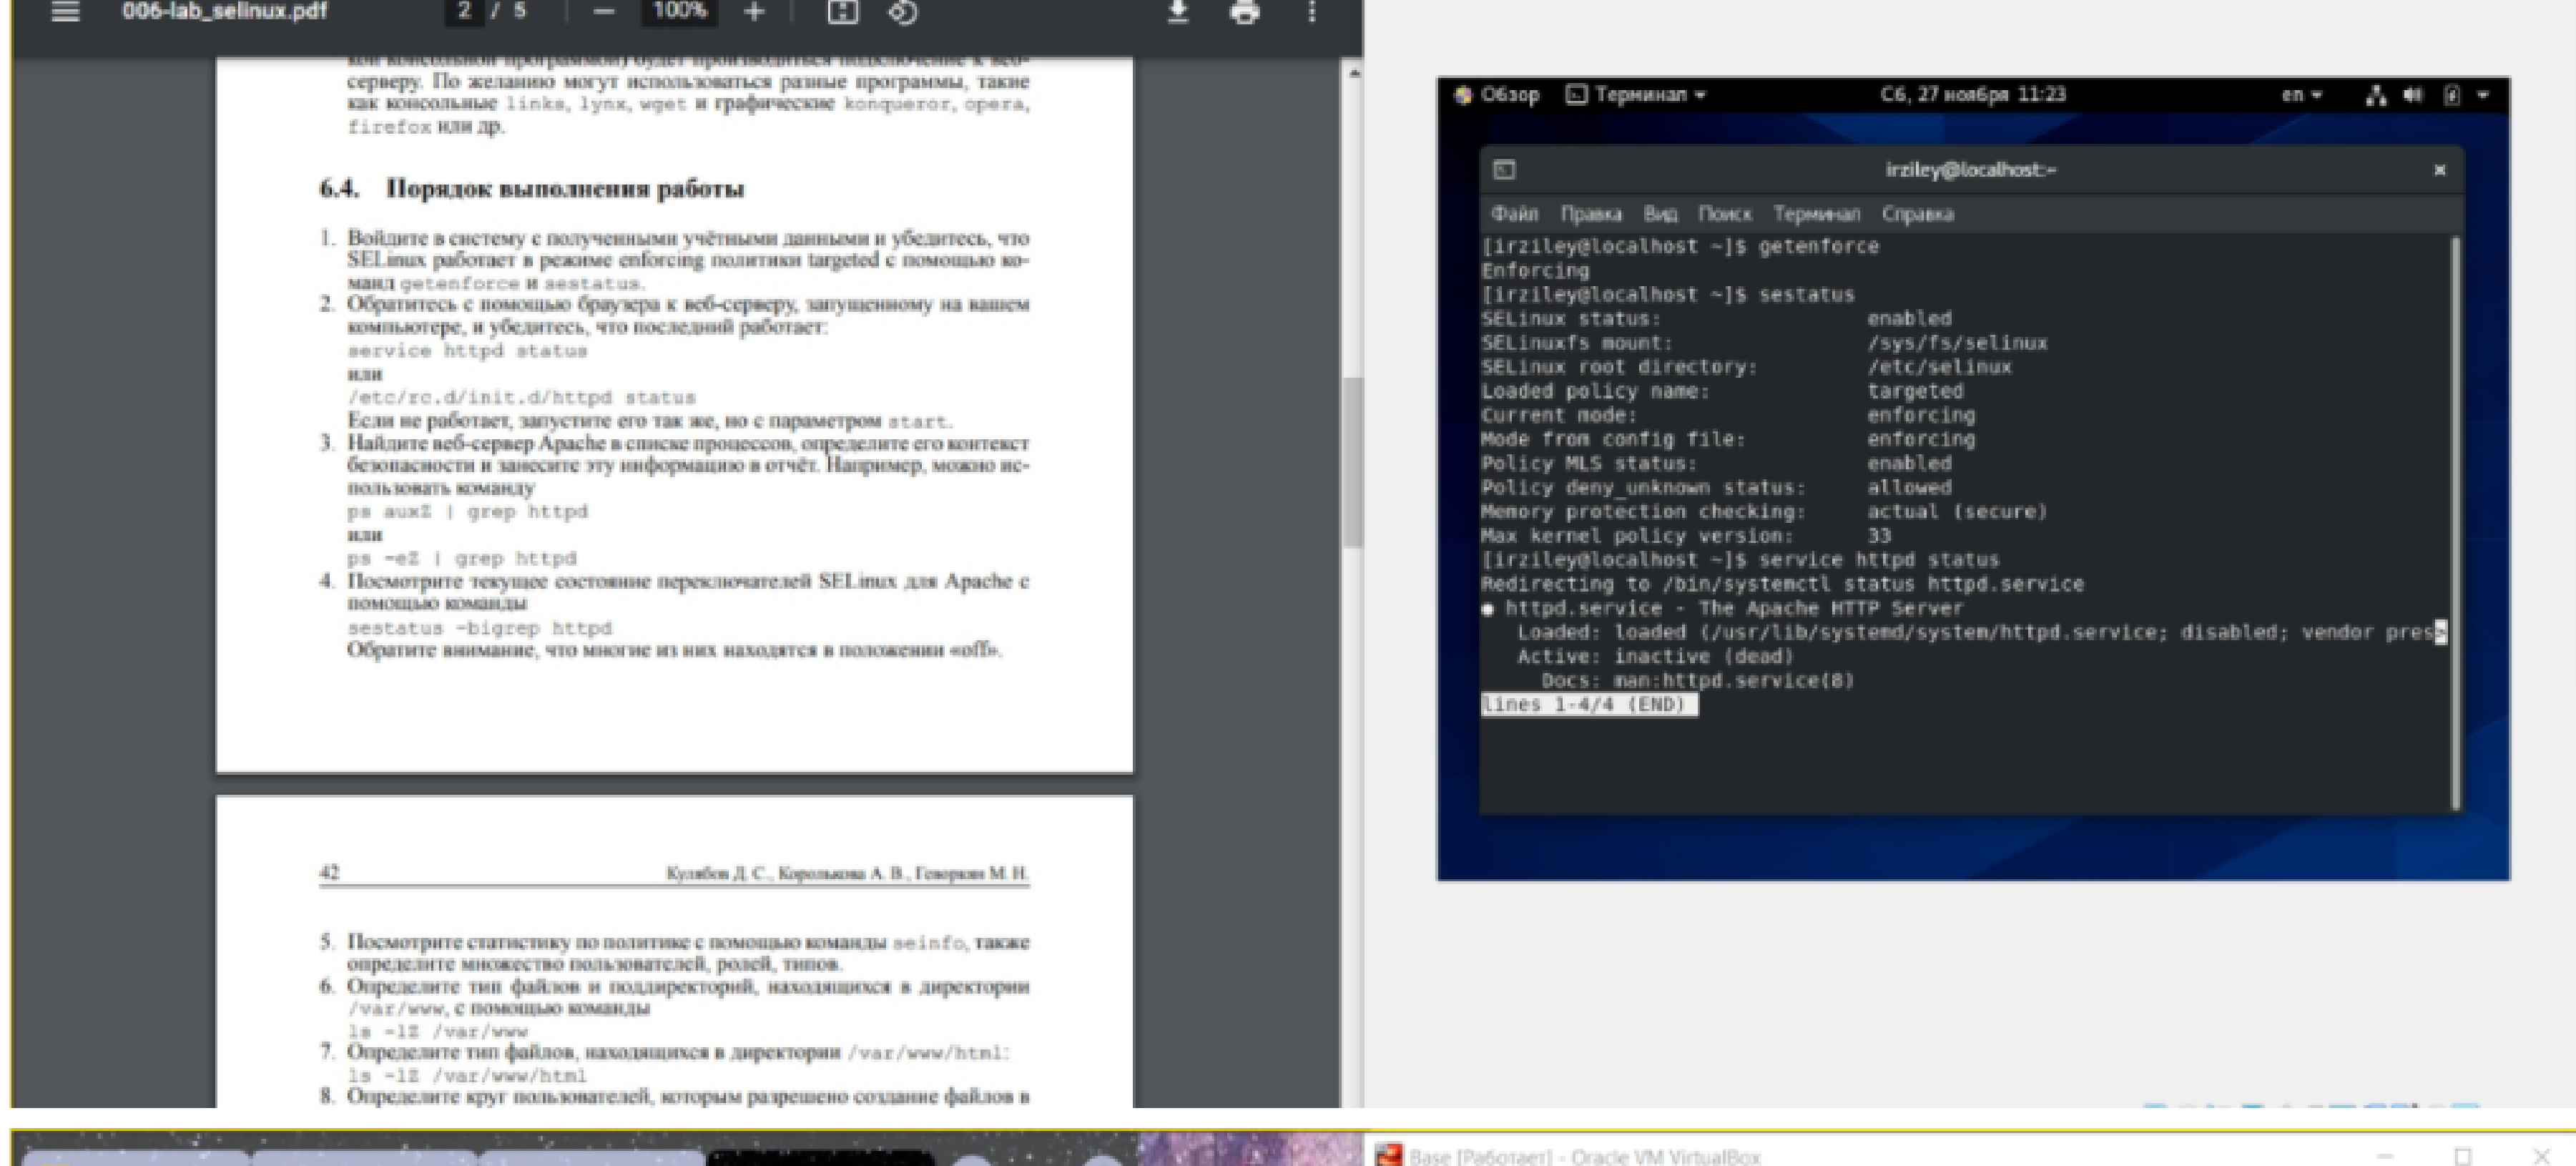 006-lab_selinux.pdf
2 / 5
100%
кой консольной программой) будет производиться подключение к веб-
серверу. По желанию могут использоваться разные программы, такие
как консольные links, lynx, wget и графические konqueror, opera,
firefox или др.
6.4. Порядок выполнения работы
1. Войдите в систему с полученными учётными данными и убедитесь, что
SELinux работает в режиме enforcing политики targeted с помощью ко-
манд getenforce и sestatus.
2. Обратитесь с помощью браузера к веб-серверу, запущенному на вашем
компьютере, и убедитесь, что последний работает:
service httpd status
или
/etc/rc.d/init.d/httpd status
Если не работает, запустите его так же, но с параметром start.
3. Найдите веб-сервер Apache в списке процессов, определите его контекст
безопасности и занесите эту информацию в отчёт. Например, можно ис-
пользовать команду
ps auxZ | grep httpd
или
ps -eZ | grep httpd
4. Посмотрите текущее состояние переключателей SELinux для Apache с
помощью команды
sestatus -bigrep httpd
Обратите внимание, что многие из них находятся в положении «off».
42
Кулябов Д. С., Королькова А. В., Геворкян М. Н.
5. Посмотрите статистику по политике с помощью команды seinfo, также
определите множество пользователей, ролей, типов.
6. Определите тип файлов и поддиректорий, находящихся в директории
/var/www, с помощью команды
ls -lZ /var/www
7. Определите тип файлов, находящихся в директории /var/www/html:
ls -lZ /var/www/html
8. Определите круг пользователей, которым разрешено создание файлов в
Обзор
Терминал
Сб, 27 ноября 11:23
en
irziley@localhost:~
Файл Правка Вид Поиск Терминал Справка
[irziley@localhost ~]$ getenforce
Enforcing
[irziley@localhost ~]$ sestatus
SELinux status: enabled
SELinuxfs mount: /sys/fs/selinux
SELinux root directory: /etc/selinux
Loaded policy name: targeted
Current mode: enforcing
Mode from config file: enforcing
Policy MLS status: enabled
Policy deny_unknown status: allowed
Memory protection checking: actual (secure)
Max kernel policy version: 33
[irziley@localhost ~]$ service httpd status
Redirecting to /bin/systemctl status httpd.service
● httpd.service - The Apache HTTP Server
Loaded: loaded (/usr/lib/systemd/system/httpd.service; disabled; vendor pres>
Active: inactive (dead)
Docs: man:httpd.service(8)
lines 1-4/4 (END)
Base [Работает] - Oracle VM VirtualBox